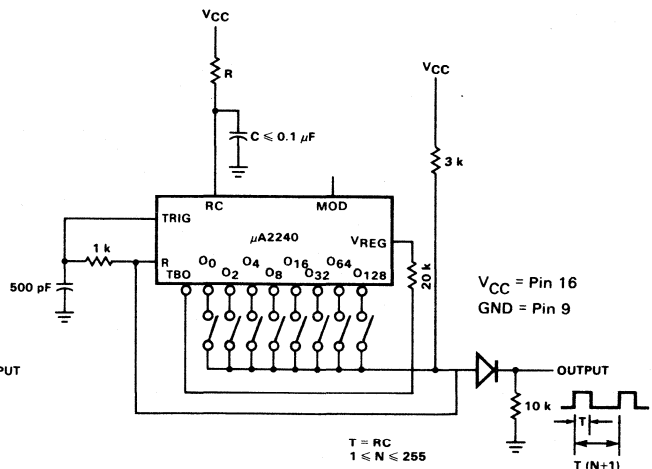 VCC
R
VCC
C ≤ 0.1 μF
3 k
RC
MOD
TRIG
μA2240
VREG
1 k
R
O0 O4 O16 O64
TBO O2 O8 O32 O128
20 k
500 pF
VCC = Pin 16
GND = Pin 9
PUT
OUTPUT
10 k
T
T = RC
1 ≤ N ≤ 255
T (N+1)